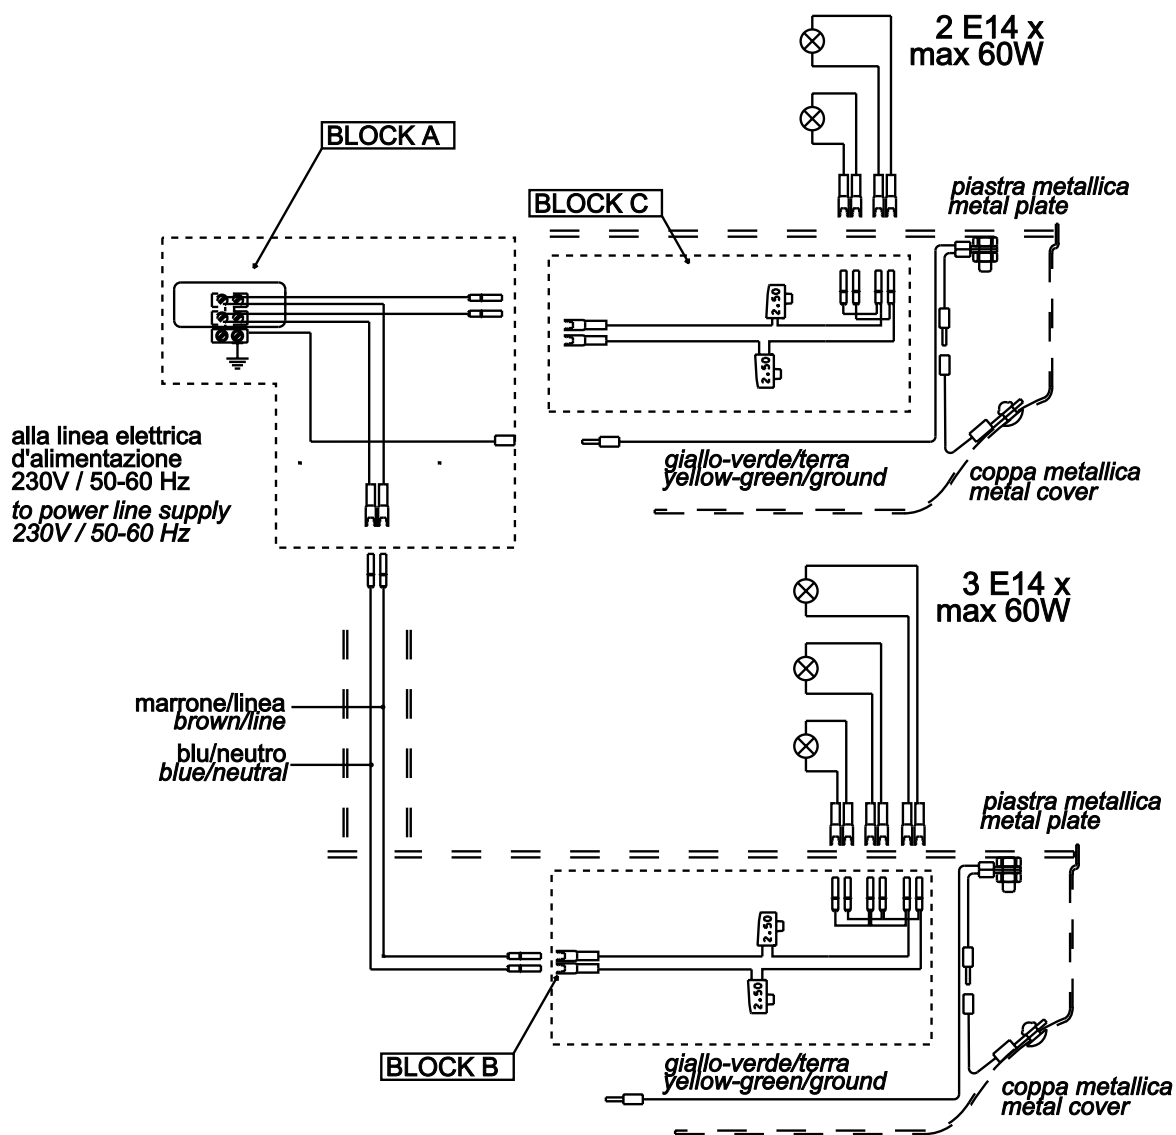 2 E14 x
max 60W
BLOCK A
piastra metallica
metal plate
BLOCK C
2.50
2.50
alla linea elettrica
d'alimentazione
230V / 50-60 Hz
to power line supply
230V / 50-60 Hz
giallo-verde/terra
yellow-green/ground
coppa metallica
metal cover
3 E14 x
max 60W
marrone/linea
brown/line
blu/neutro
blue/neutral
piastra metallica
metal plate
2.50
2.50
BLOCK B
giallo-verde/terra
yellow-green/ground
coppa metallica
metal cover